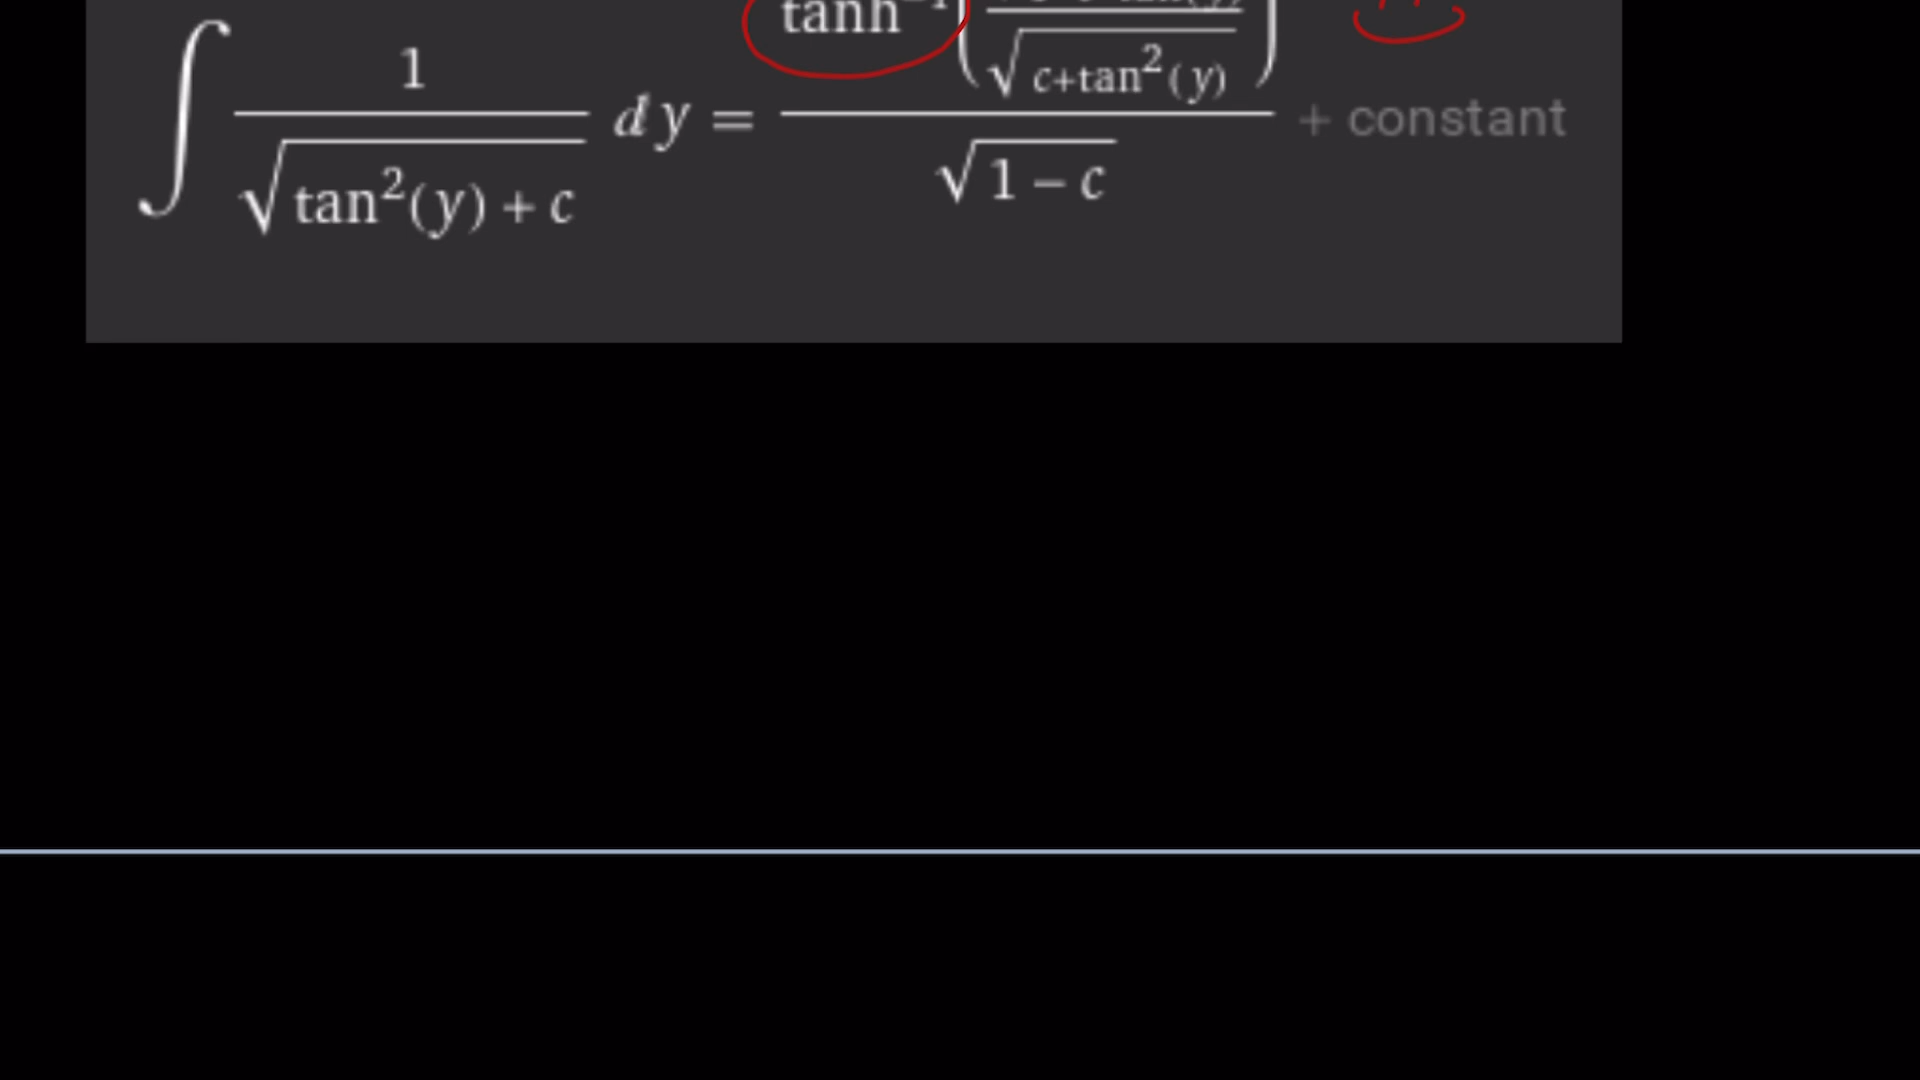 ∫ 1/√(tan²(y) + c) dy = tanh⁻¹( /√(c+tan²(y)))/√(1 − c) + constant